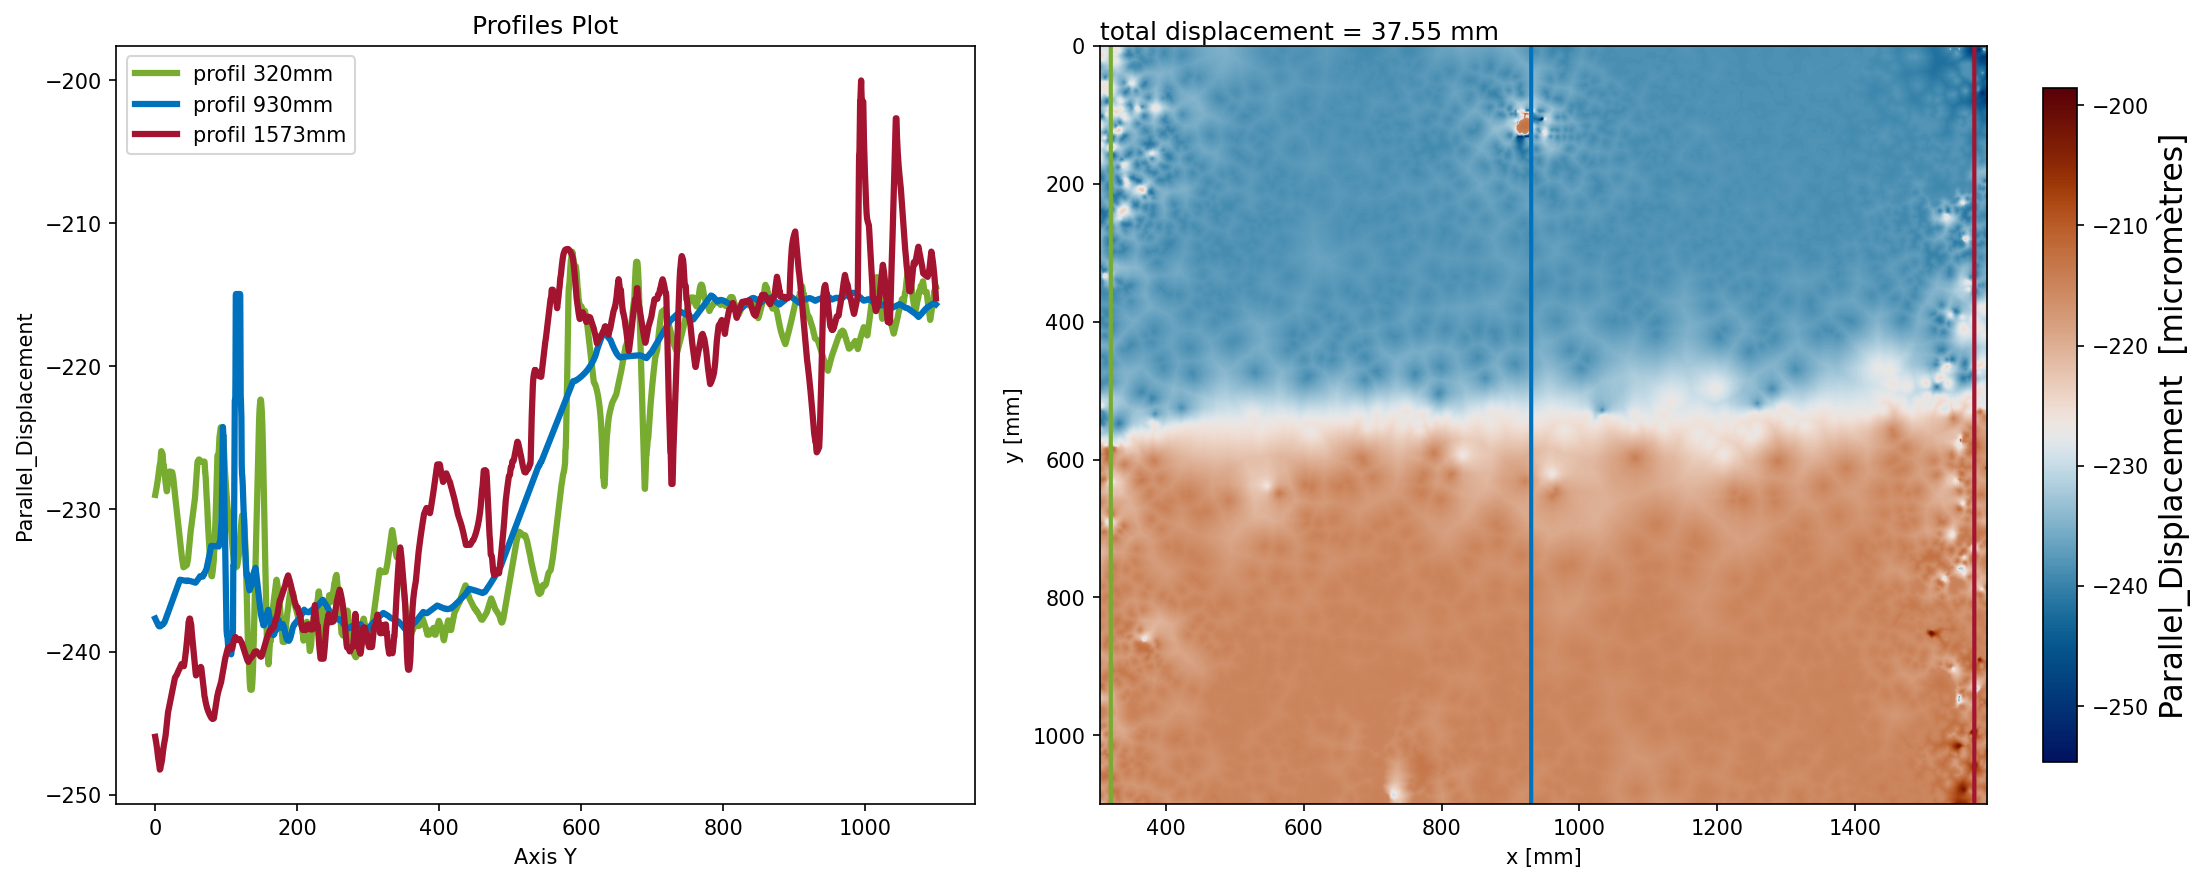 Profiles Plot
profil 320mm
profil 930mm
profil 1573mm
−200
−210
−220
−230
−240
−250
Parallel_Displacement
0 200 400 600 800 1000
Axis Y
total displacement = 37.55 mm
0
200
400
600
800
1000
y [mm]
400 600 800 1000 1200 1400
x [mm]
−200
−210
−220
−230
−240
−250
Parallel_Displacement [micromètres]